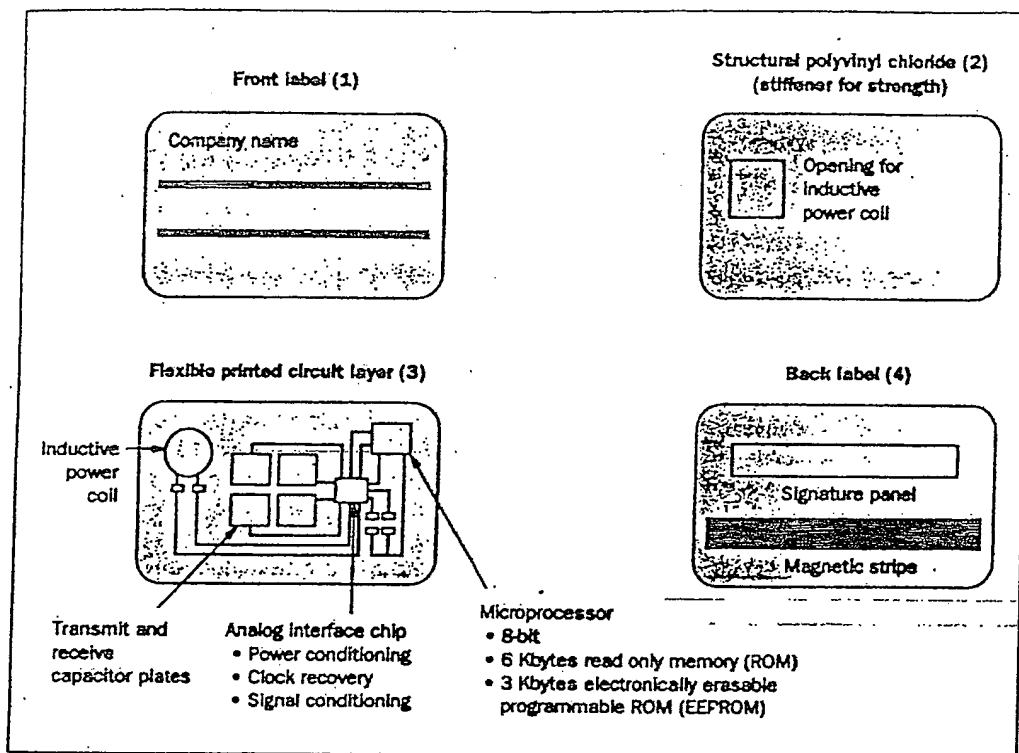 Front label (1)
Company name
Structural polyvinyl chloride (2)
(stiffener for strength)
Opening for
inductive
power coil
Flexible printed circuit layer (3)
Inductive
power
coil
Transmit and
receive
capacitor plates
Analog interface chip
• Power conditioning
• Clock recovery
• Signal conditioning
Microprocessor
• 8-bit
• 6 Kbytes read only memory (ROM)
• 3 Kbytes electronically erasable
programmable ROM (EEPROM)
Back label (4)
Signature panel
Magnetic stripe